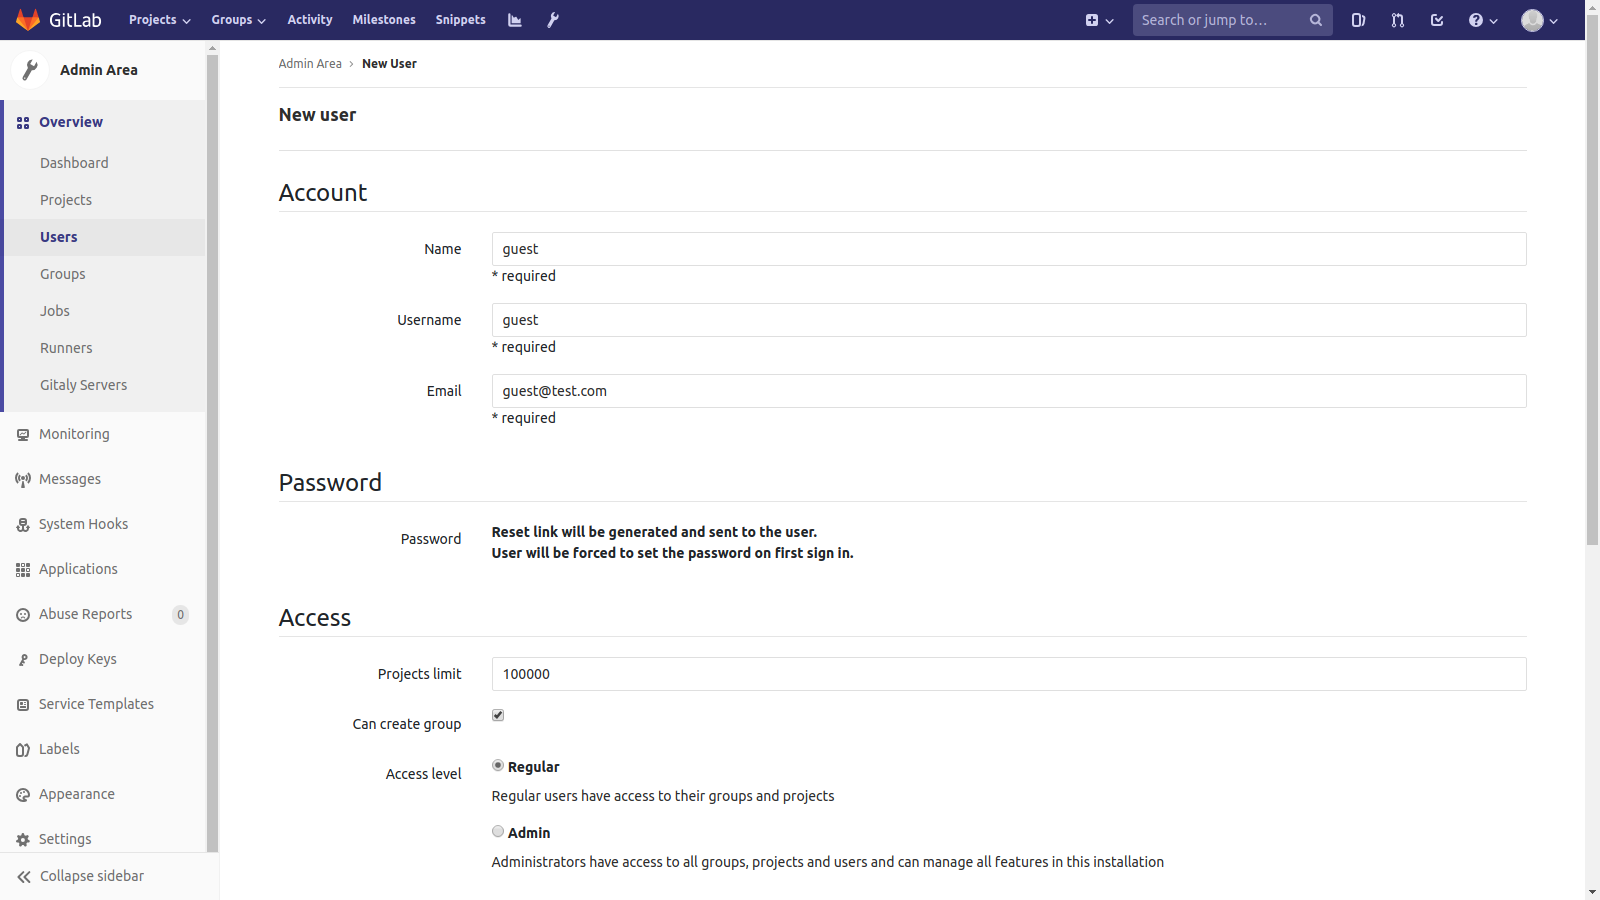 GitLab
Projects
Groups
Activity
Milestones
Snippets
Search or jump to…
Admin Area
Overview
Dashboard
Projects
Users
Groups
Jobs
Runners
Gitaly Servers
Monitoring
Messages
System Hooks
Applications
Abuse Reports 0
Deploy Keys
Service Templates
Labels
Appearance
Settings
Collapse sidebar
Admin Area › New User
New user
Account
Name guest
* required
Username guest
* required
Email guest@test.com
* required
Password
Password
Reset link will be generated and sent to the user.
User will be forced to set the password on first sign in.
Access
Projects limit 100000
Can create group
Access level
Regular
Regular users have access to their groups and projects
Admin
Administrators have access to all groups, projects and users and can manage all features in this installation